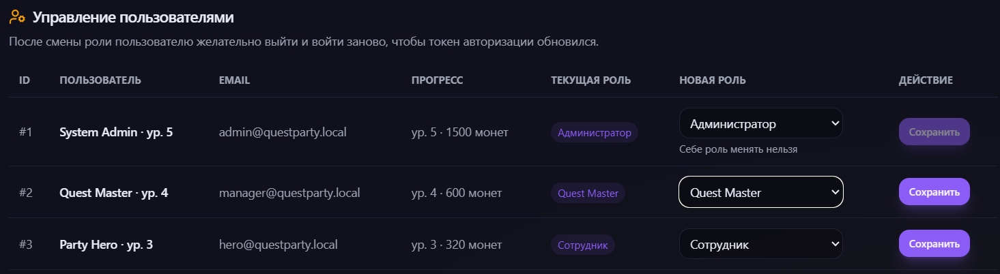 Управление пользователями
После смены роли пользователю желательно выйти и войти заново, чтобы токен авторизации обновился.
ID ПОЛЬЗОВАТЕЛЬ EMAIL ПРОГРЕСС ТЕКУЩАЯ РОЛЬ НОВАЯ РОЛЬ ДЕЙСТВИЕ
#1 System Admin · ур. 5 admin@questparty.local ур. 5 · 1500 монет Администратор Администратор Сохранить
Себе роль менять нельзя
#2 Quest Master · ур. 4 manager@questparty.local ур. 4 · 600 монет Quest Master Quest Master Сохранить
#3 Party Hero · ур. 3 hero@questparty.local ур. 3 · 320 монет Сотрудник Сотрудник Сохранить